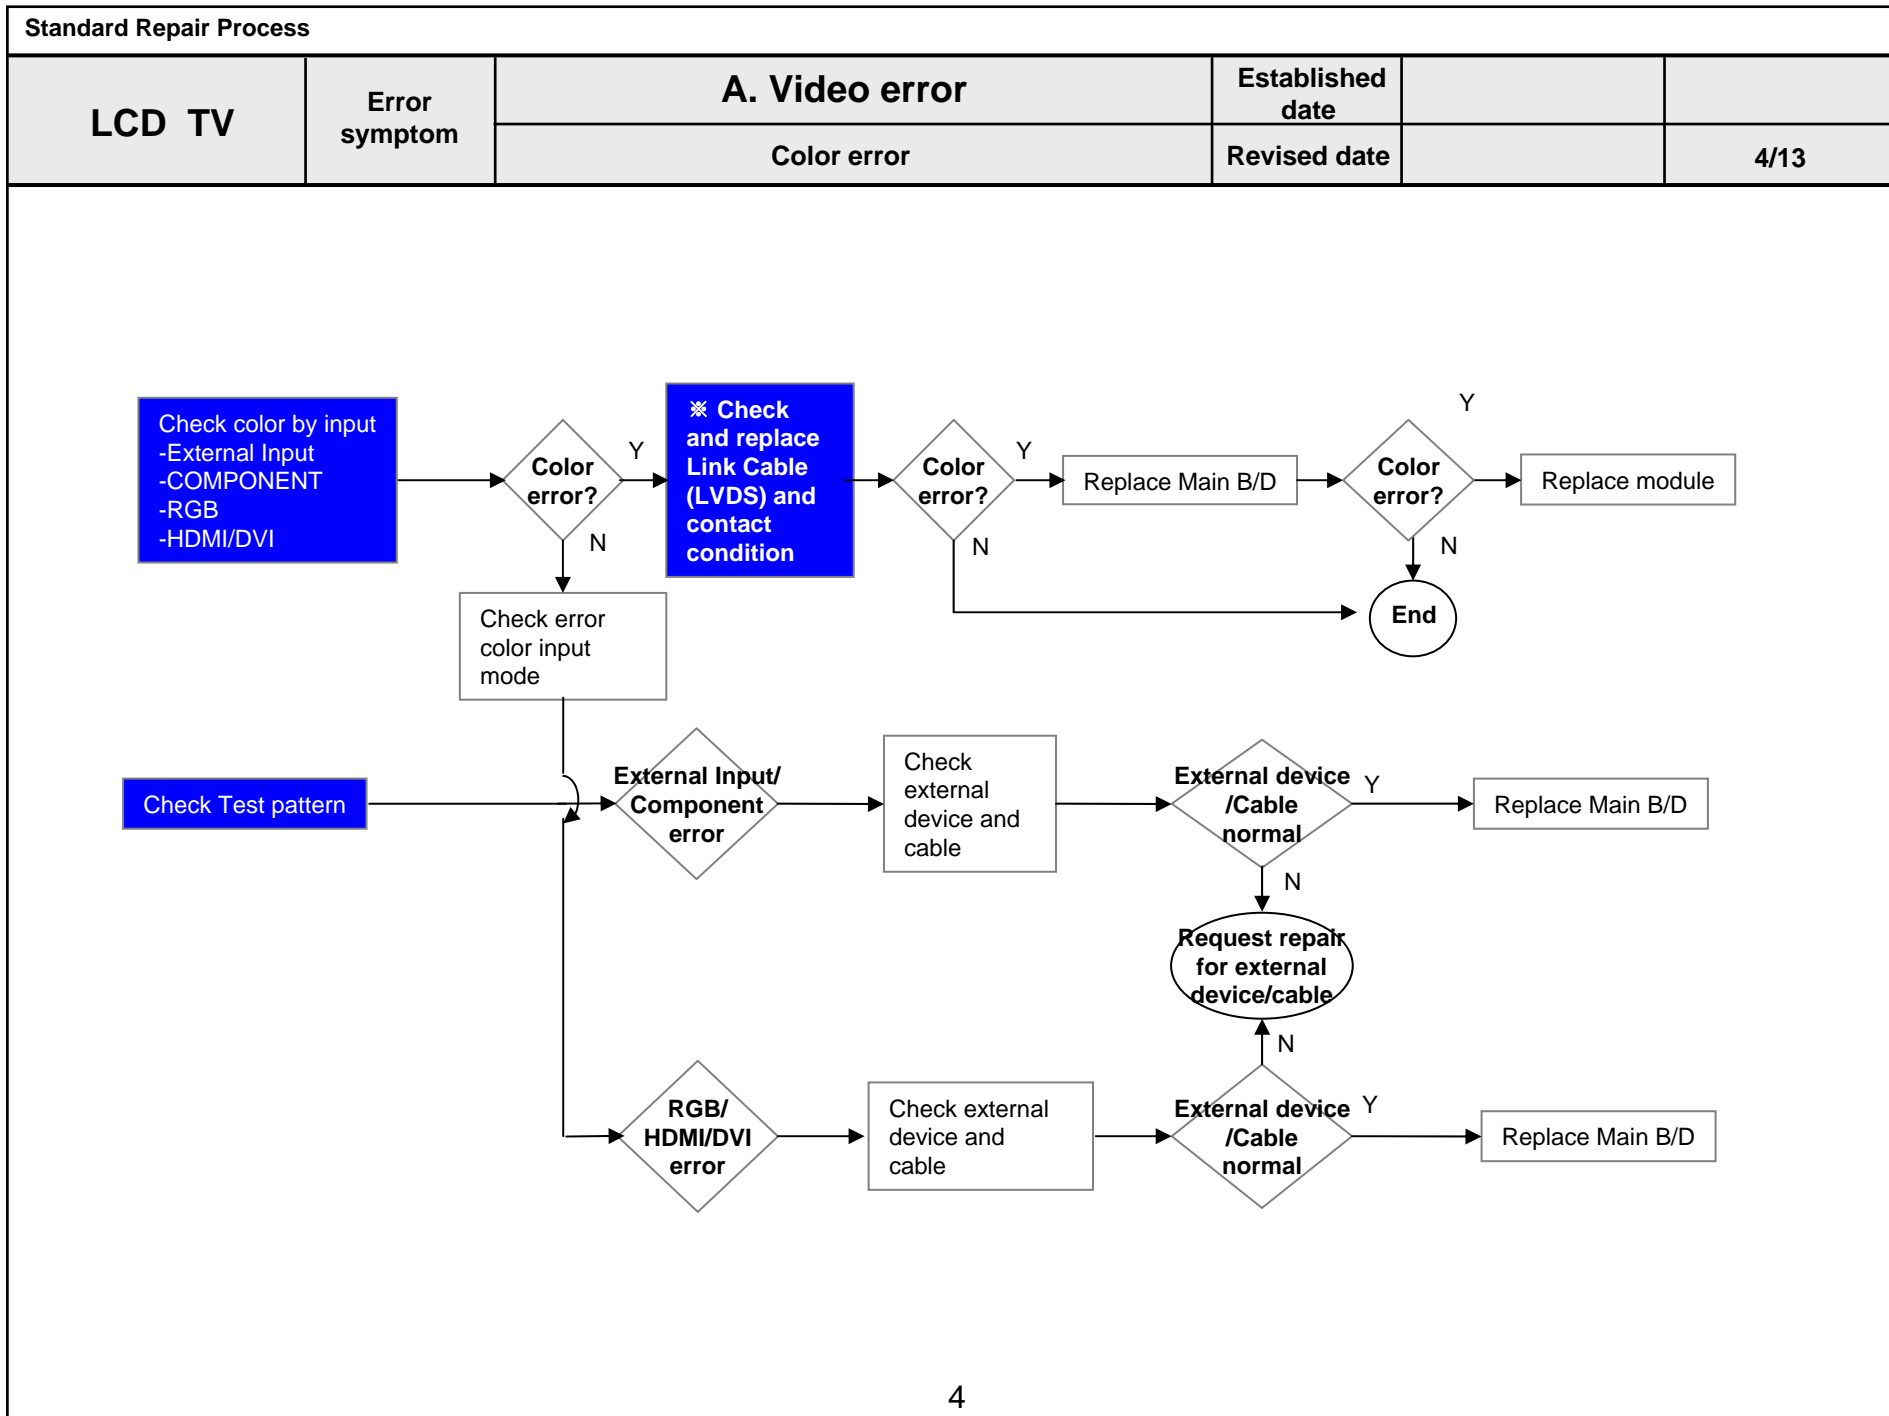 Standard Repair Process
LCD TV
Error
symptom
A. Video error
Color error
Established
date
Revised date
4/13
Check color by input
-External Input
-COMPONENT
-RGB
-HDMI/DVI
Color
error?
Y
N
※ Check
and replace
Link Cable
(LVDS) and
contact
condition
Color
error?
Y
N
Replace Main B/D
Color
error?
Y
N
Replace module
End
Check error
color input
mode
Check Test pattern
External Input/
Component
error
Check
external
device and
cable
External device
/Cable
normal
Y
N
Replace Main B/D
Request repair
for external
device/cable
N
RGB/
HDMI/DVI
error
Check external
device and
cable
External device
/Cable
normal
Y
Replace Main B/D
4